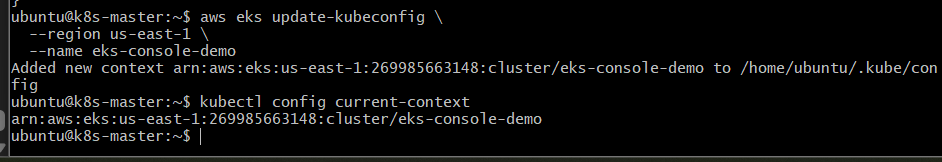 }
ubuntu@k8s-master:~$ aws eks update-kubeconfig \
  --region us-east-1 \
  --name eks-console-demo
Added new context arn:aws:eks:us-east-1:269985663148:cluster/eks-console-demo to /home/ubuntu/.kube/con
fig
ubuntu@k8s-master:~$ kubectl config current-context
arn:aws:eks:us-east-1:269985663148:cluster/eks-console-demo
ubuntu@k8s-master:~$